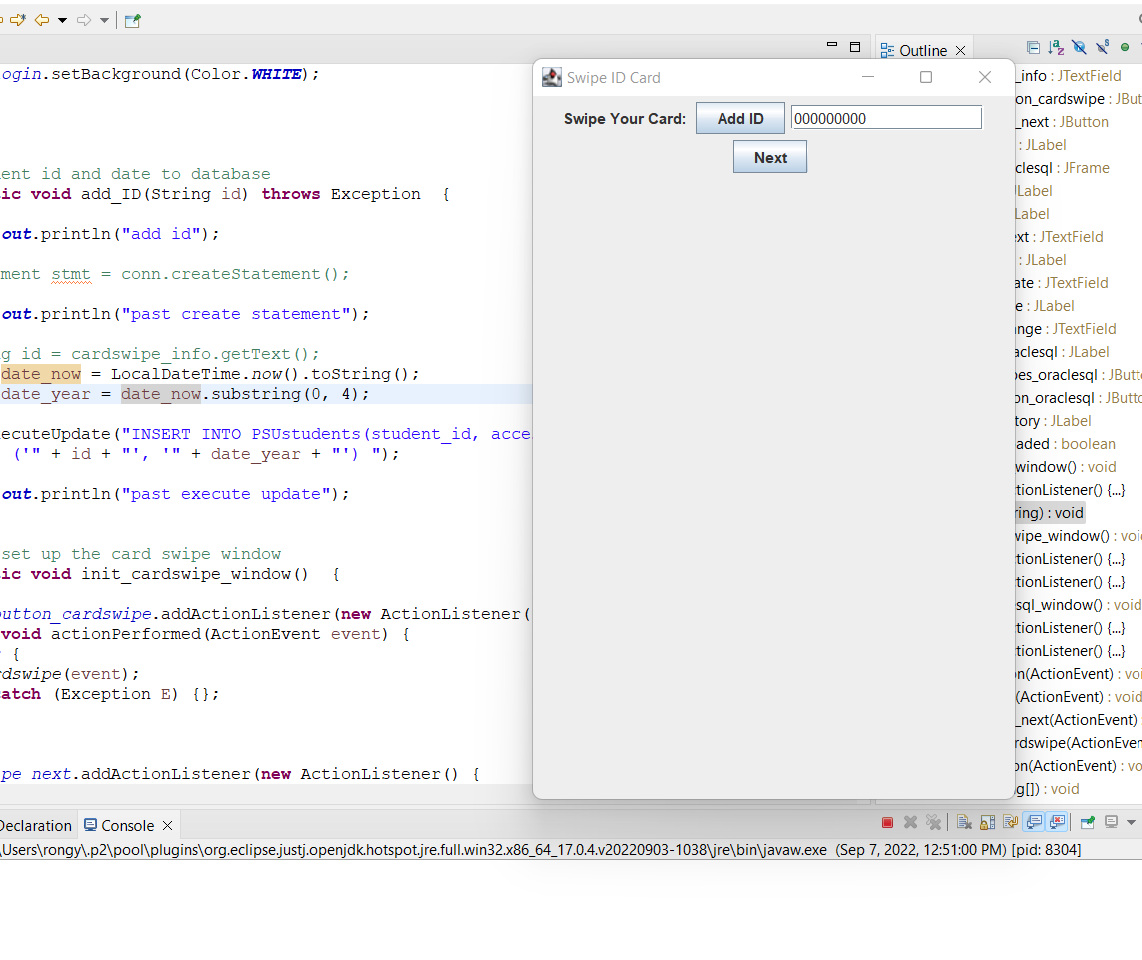 ogin.setBackground(Color.WHITE);
ent id and date to database
ic void add_ID(String id) throws Exception {
out.println("add id");
ment stmt = conn.createStatement();
out.println("past create statement");
g id = cardswipe_info.getText();
date_now = LocalDateTime.now().toString();
date_year = date_now.substring(0, 4);
ecuteUpdate("INSERT INTO PSUstudents(student_id, acce
('" + id + "', '" + date_year + "') ");
out.println("past execute update");
set up the card swipe window
ic void init_cardswipe_window() {
utton_cardswipe.addActionListener(new ActionListener(
void actionPerformed(ActionEvent event) {
{
rdswipe(event);
atch (Exception E) {};
pe next.addActionListener(new ActionListener() {
Swipe ID Card
Swipe Your Card: Add ID 000000000
Next
Outline
_info : JTextField
on_cardswipe : JBut
_next : JButton
: JLabel
clesql : JFrame
JLabel
Label
ext : JTextField
: JLabel
ate : JTextField
e : JLabel
nge : JTextField
aclesql : JLabel
pes_oraclesql : JBut
on_oraclesql : JButto
tory : JLabel
aded : boolean
window() : void
tionListener() {...}
ring) : void
wipe_window() : void
tionListener() {...}
tionListener() {...}
sql_window() : void
tionListener() {...}
tionListener() {...}
on(ActionEvent) : voi
(ActionEvent) : void
_next(ActionEvent)
rdswipe(ActionEven
on(ActionEvent) : vo
g[]) : void
Declaration Console
\Users\rongy\.p2\pool\plugins\org.eclipse.justj.openjdk.hotspot.jre.full.win32.x86_64_17.0.4.v20220903-1038\jre\bin\javaw.exe (Sep 7, 2022, 12:51:00 PM) [pid: 8304]